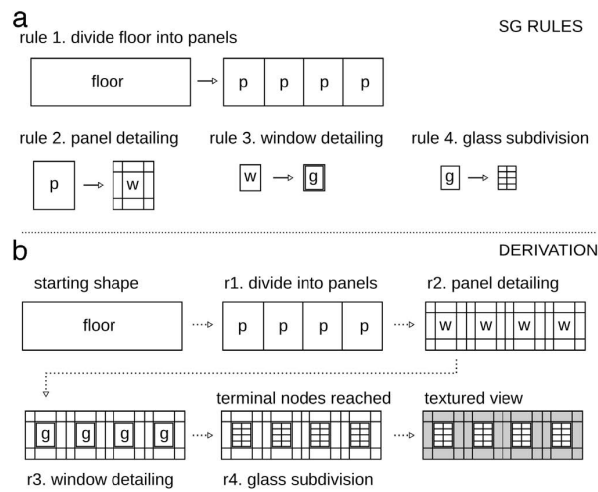 a
SG RULES
rule 1. divide floor into panels
floor
p p p p
rule 2. panel detailing
rule 3. window detailing
rule 4. glass subdivision
p
w
w
g
g
b
DERIVATION
starting shape
r1. divide into panels
r2. panel detailing
floor
p p p p
w w w w
terminal nodes reached
textured view
g g g g
r3. window detailing
r4. glass subdivision